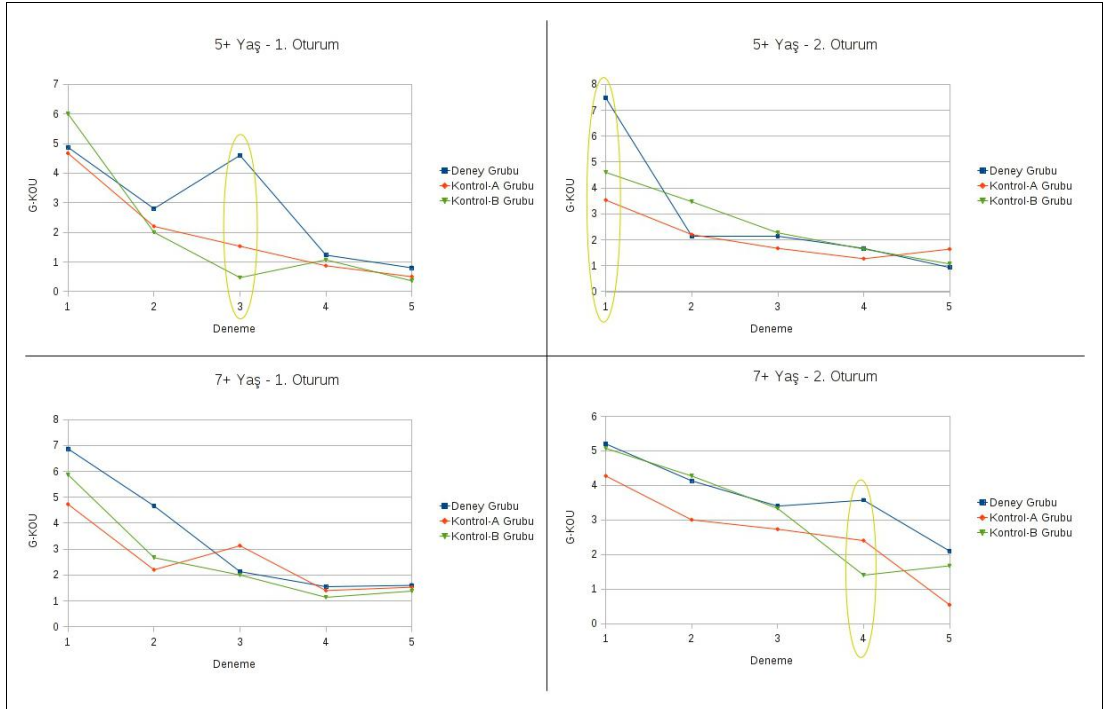 5+ Yaş - 1. Oturum
7
6
5
4
3
2
1
0
G-KOU
1 2 3 4 5
Deneme
Deney Grubu
Kontrol-A Grubu
Kontrol-B Grubu
5+ Yaş - 2. Oturum
8
7
6
5
4
3
2
1
0
G-KOU
1 2 3 4 5
Deneme
Deney Grubu
Kontrol-A Grubu
Kontrol-B Grubu
7+ Yaş - 1. Oturum
8
7
6
5
4
3
2
1
0
G-KOU
1 2 3 4 5
Deneme
Deney Grubu
Kontrol-A Grubu
Kontrol-B Grubu
7+ Yaş - 2. Oturum
6
5
4
3
2
1
0
G-KOU
1 2 3 4 5
Deneme
Deney Grubu
Kontrol-A Grubu
Kontrol-B Grubu